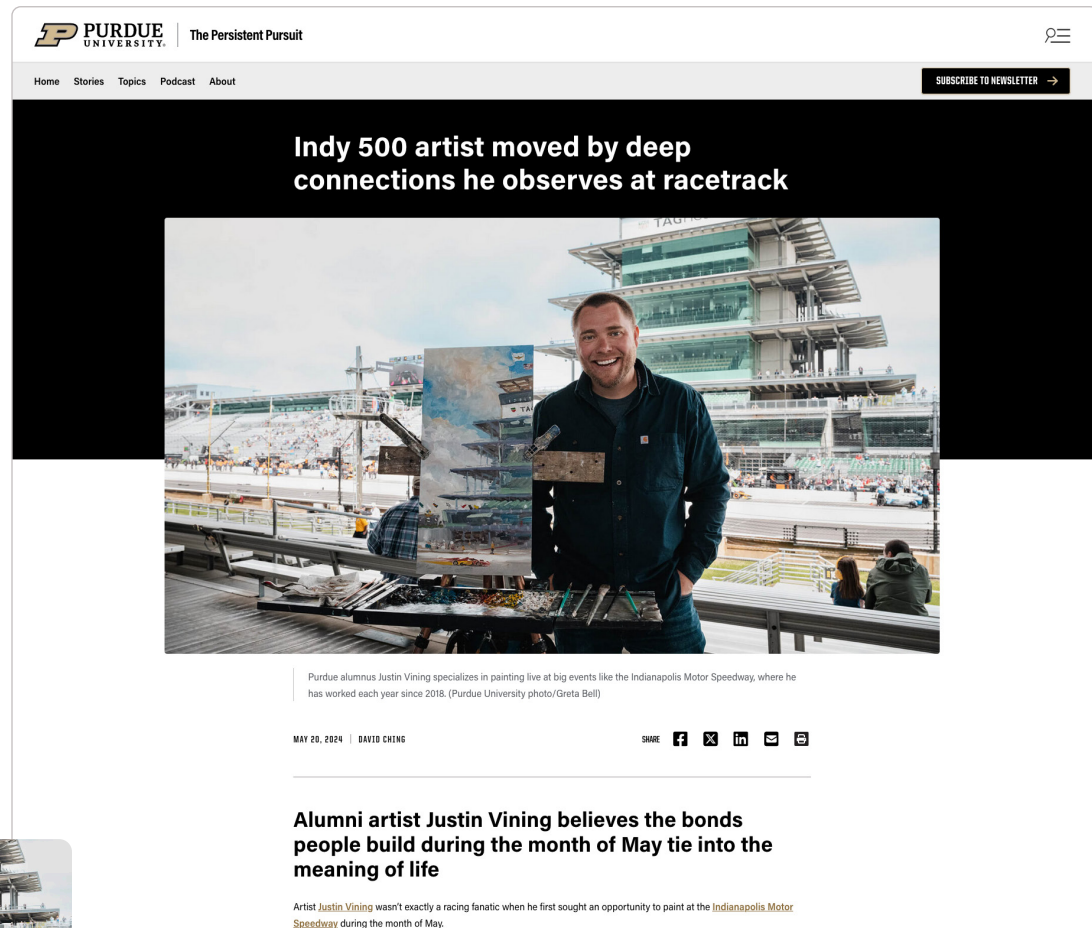 PURDUE
UNIVERSITY.
The Persistent Pursuit
Home Stories Topics Podcast About
SUBSCRIBE TO NEWSLETTER
Indy 500 artist moved by deep
connections he observes at racetrack
Purdue alumnus Justin Vining specializes in painting live at big events like the Indianapolis Motor Speedway, where he
has worked each year since 2018. (Purdue University photo/Greta Bell)
MAY 20, 2024 | DAVID CHING
SHARE
Alumni artist Justin Vining believes the bonds
people build during the month of May tie into the
meaning of life
Artist Justin Vining wasn't exactly a racing fanatic when he first sought an opportunity to paint at the Indianapolis Motor
Speedway during the month of May.